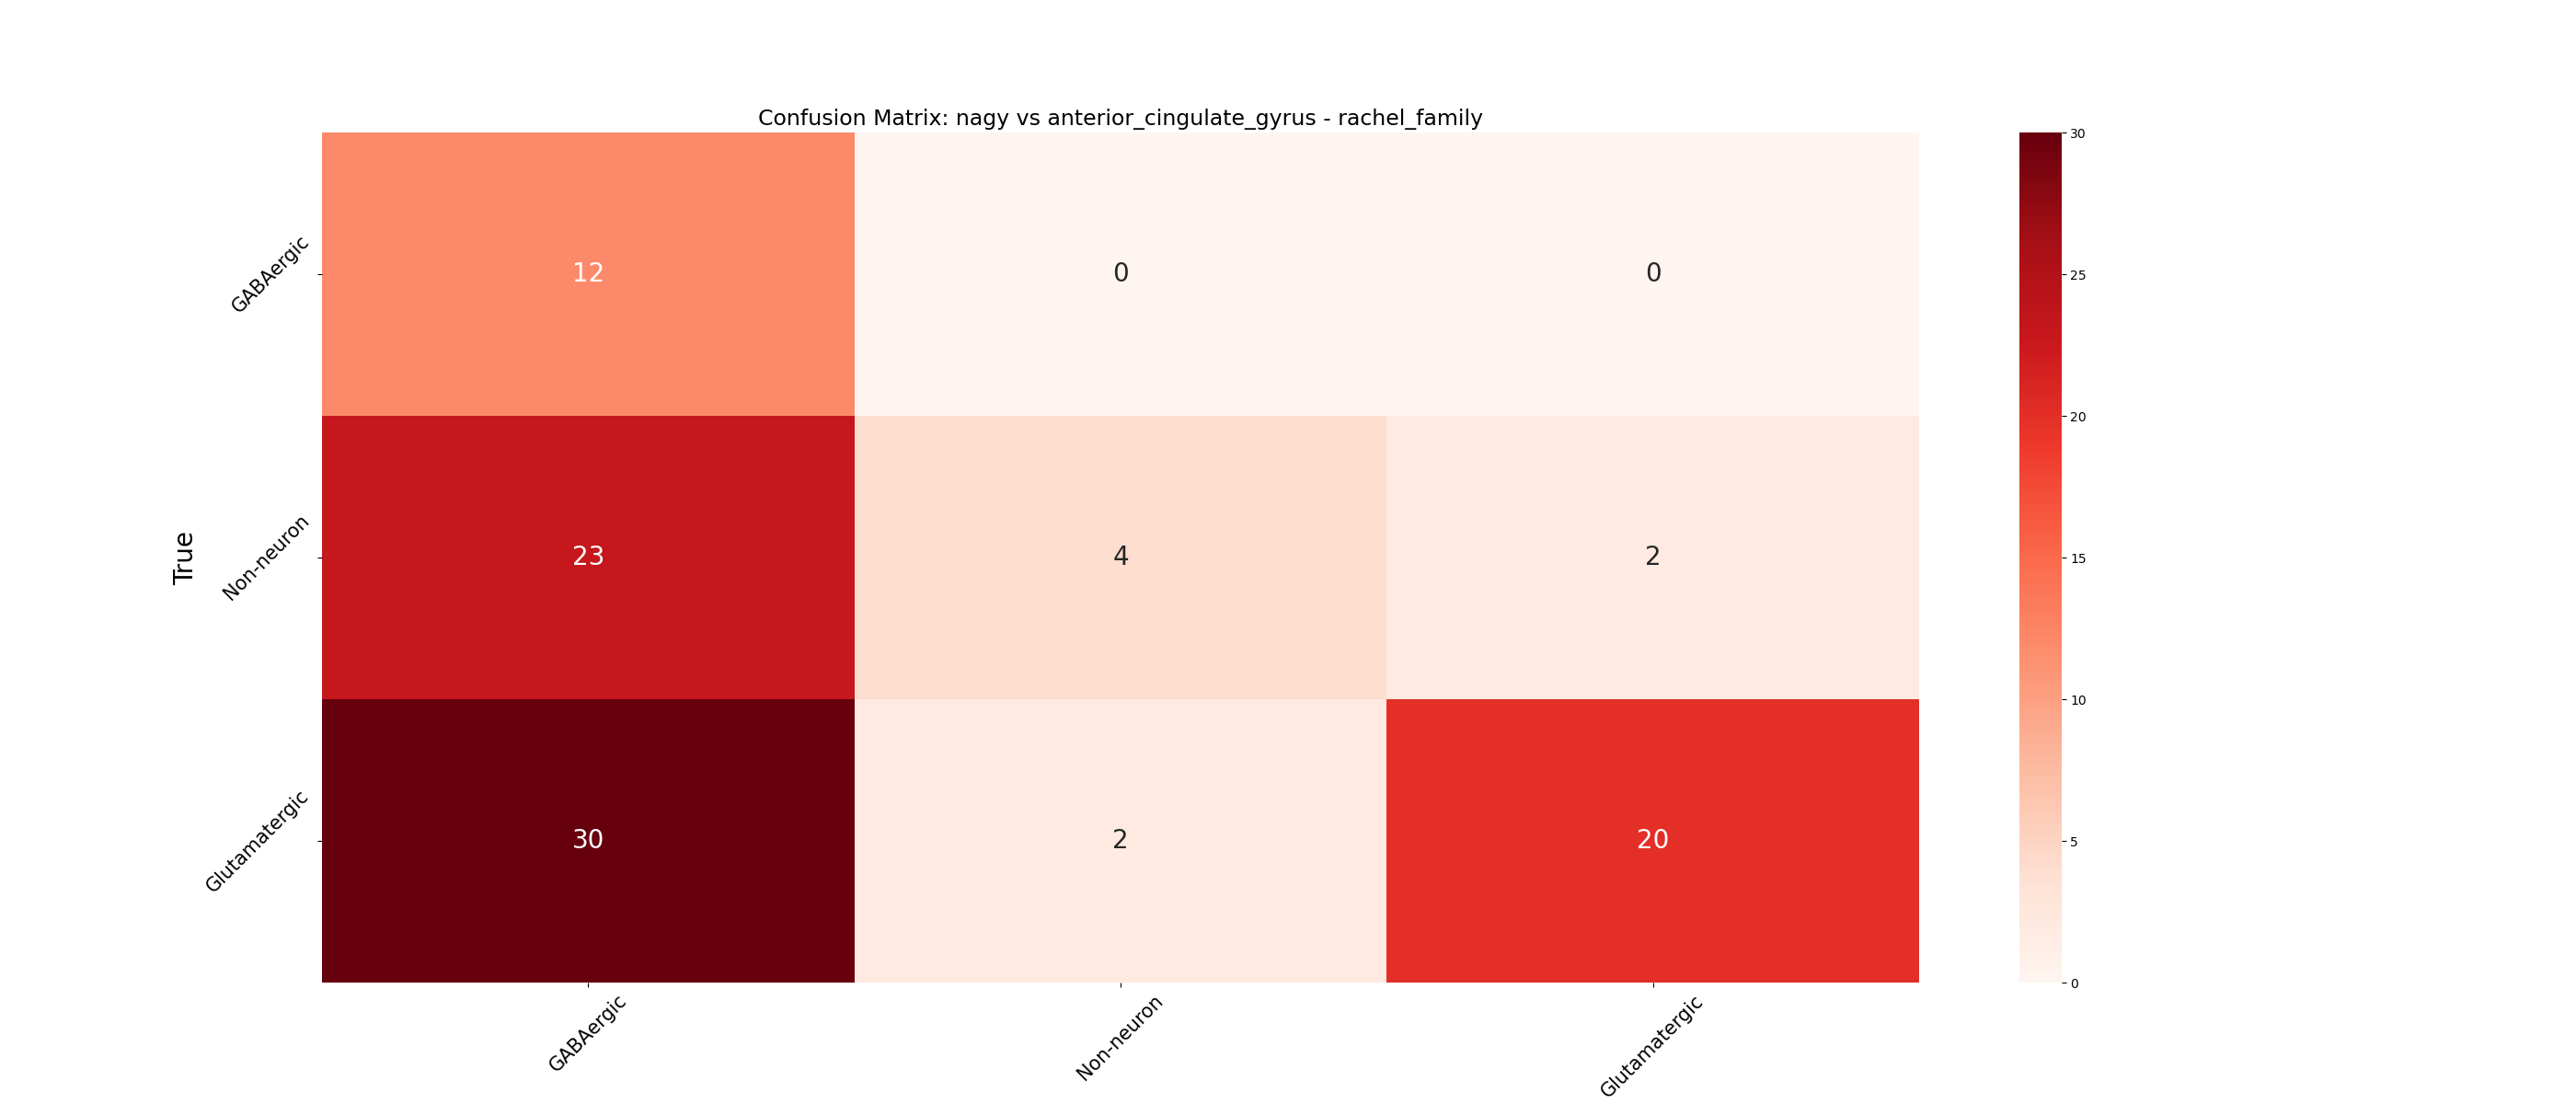 Confusion Matrix: nagy vs anterior_cingulate_gyrus - rachel_family
True
GABAergic
12
0
0
Non-neuron
23
4
2
Glutamatergic
30
2
20
GABAergic
Non-neuron
Glutamatergic
30
25
20
15
10
5
0